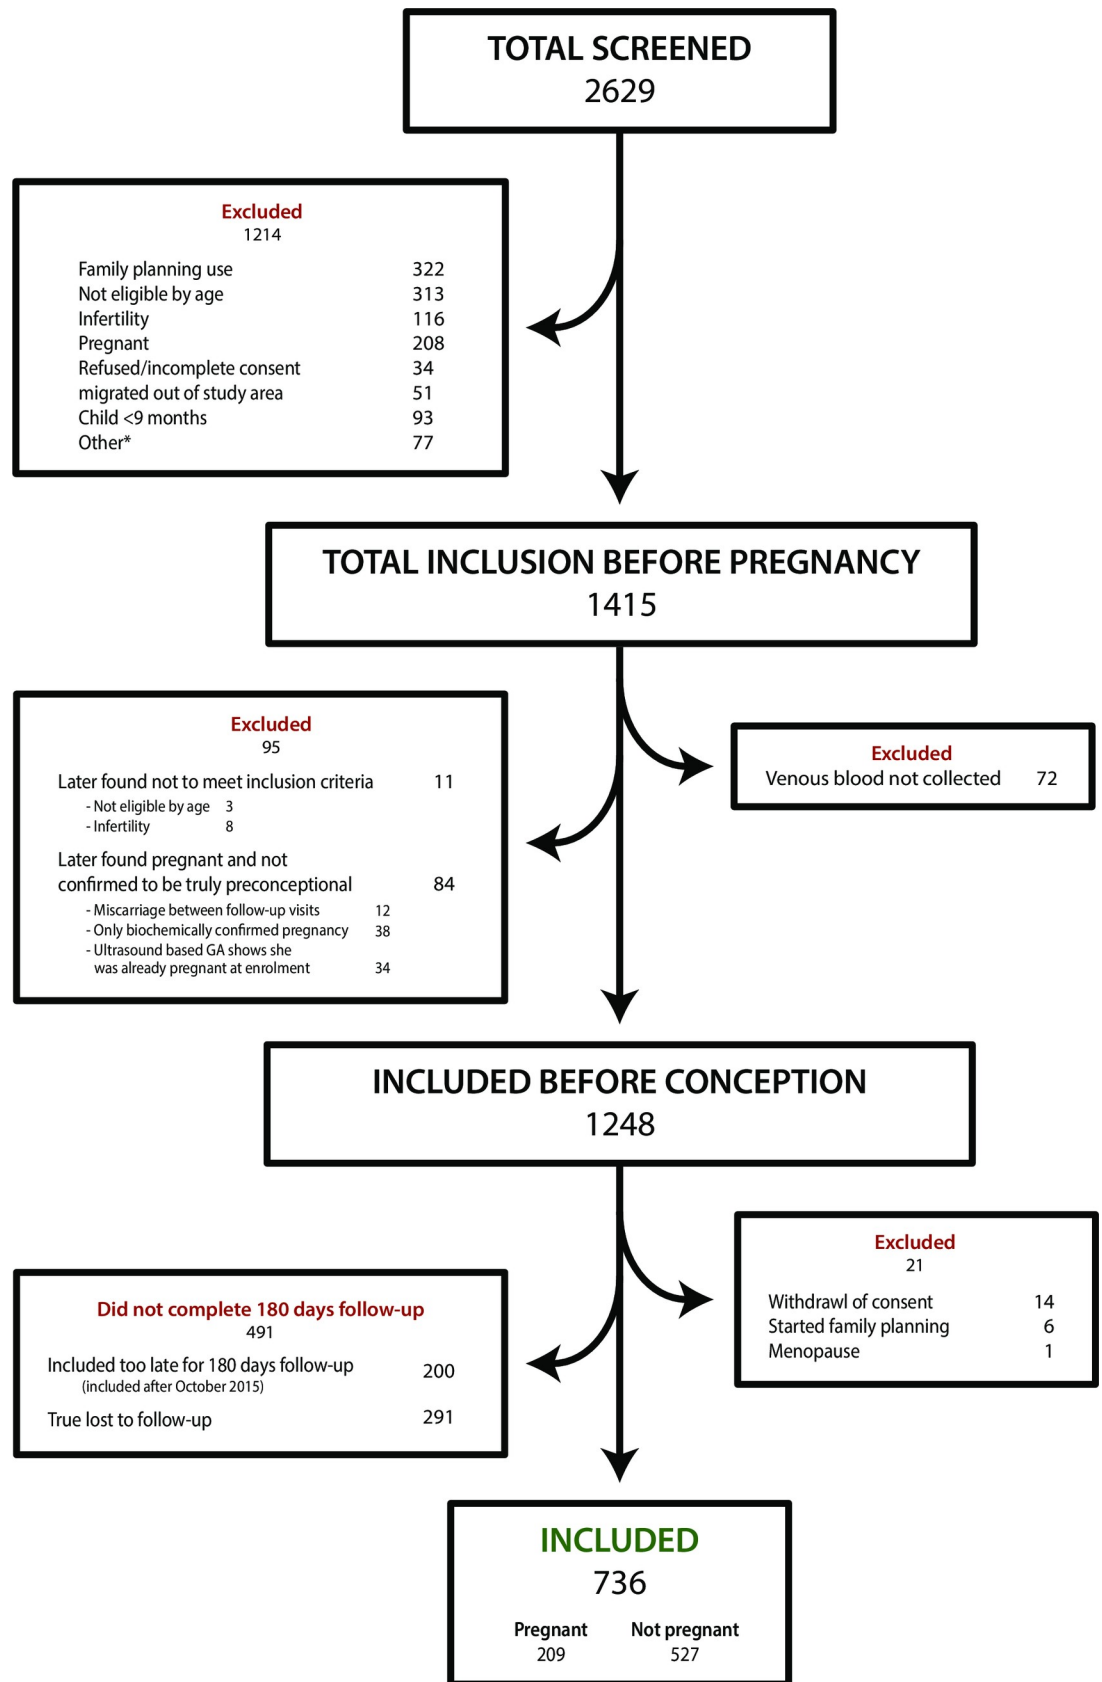 TOTAL SCREENED
2629
Excluded
1214
Family planning use 322
Not eligible by age 313
Infertility 116
Pregnant 208
Refused/incomplete consent 34
migrated out of study area 51
Child <9 months 93
Other* 77
TOTAL INCLUSION BEFORE PREGNANCY
1415
Excluded
95
Later found not to meet inclusion criteria 11
- Not eligible by age 3
- Infertility 8
Later found pregnant and not
confirmed to be truly preconceptional 84
- Miscarriage between follow-up visits 12
- Only biochemically confirmed pregnancy 38
- Ultrasound based GA shows she
was already pregnant at enrolment 34
Excluded
Venous blood not collected 72
INCLUDED BEFORE CONCEPTION
1248
Did not complete 180 days follow-up
491
Included too late for 180 days follow-up 200
(included after October 2015)
True lost to follow-up 291
Excluded
21
Withdrawl of consent 14
Started family planning 6
Menopause 1
INCLUDED
736
Pregnant Not pregnant
209 527